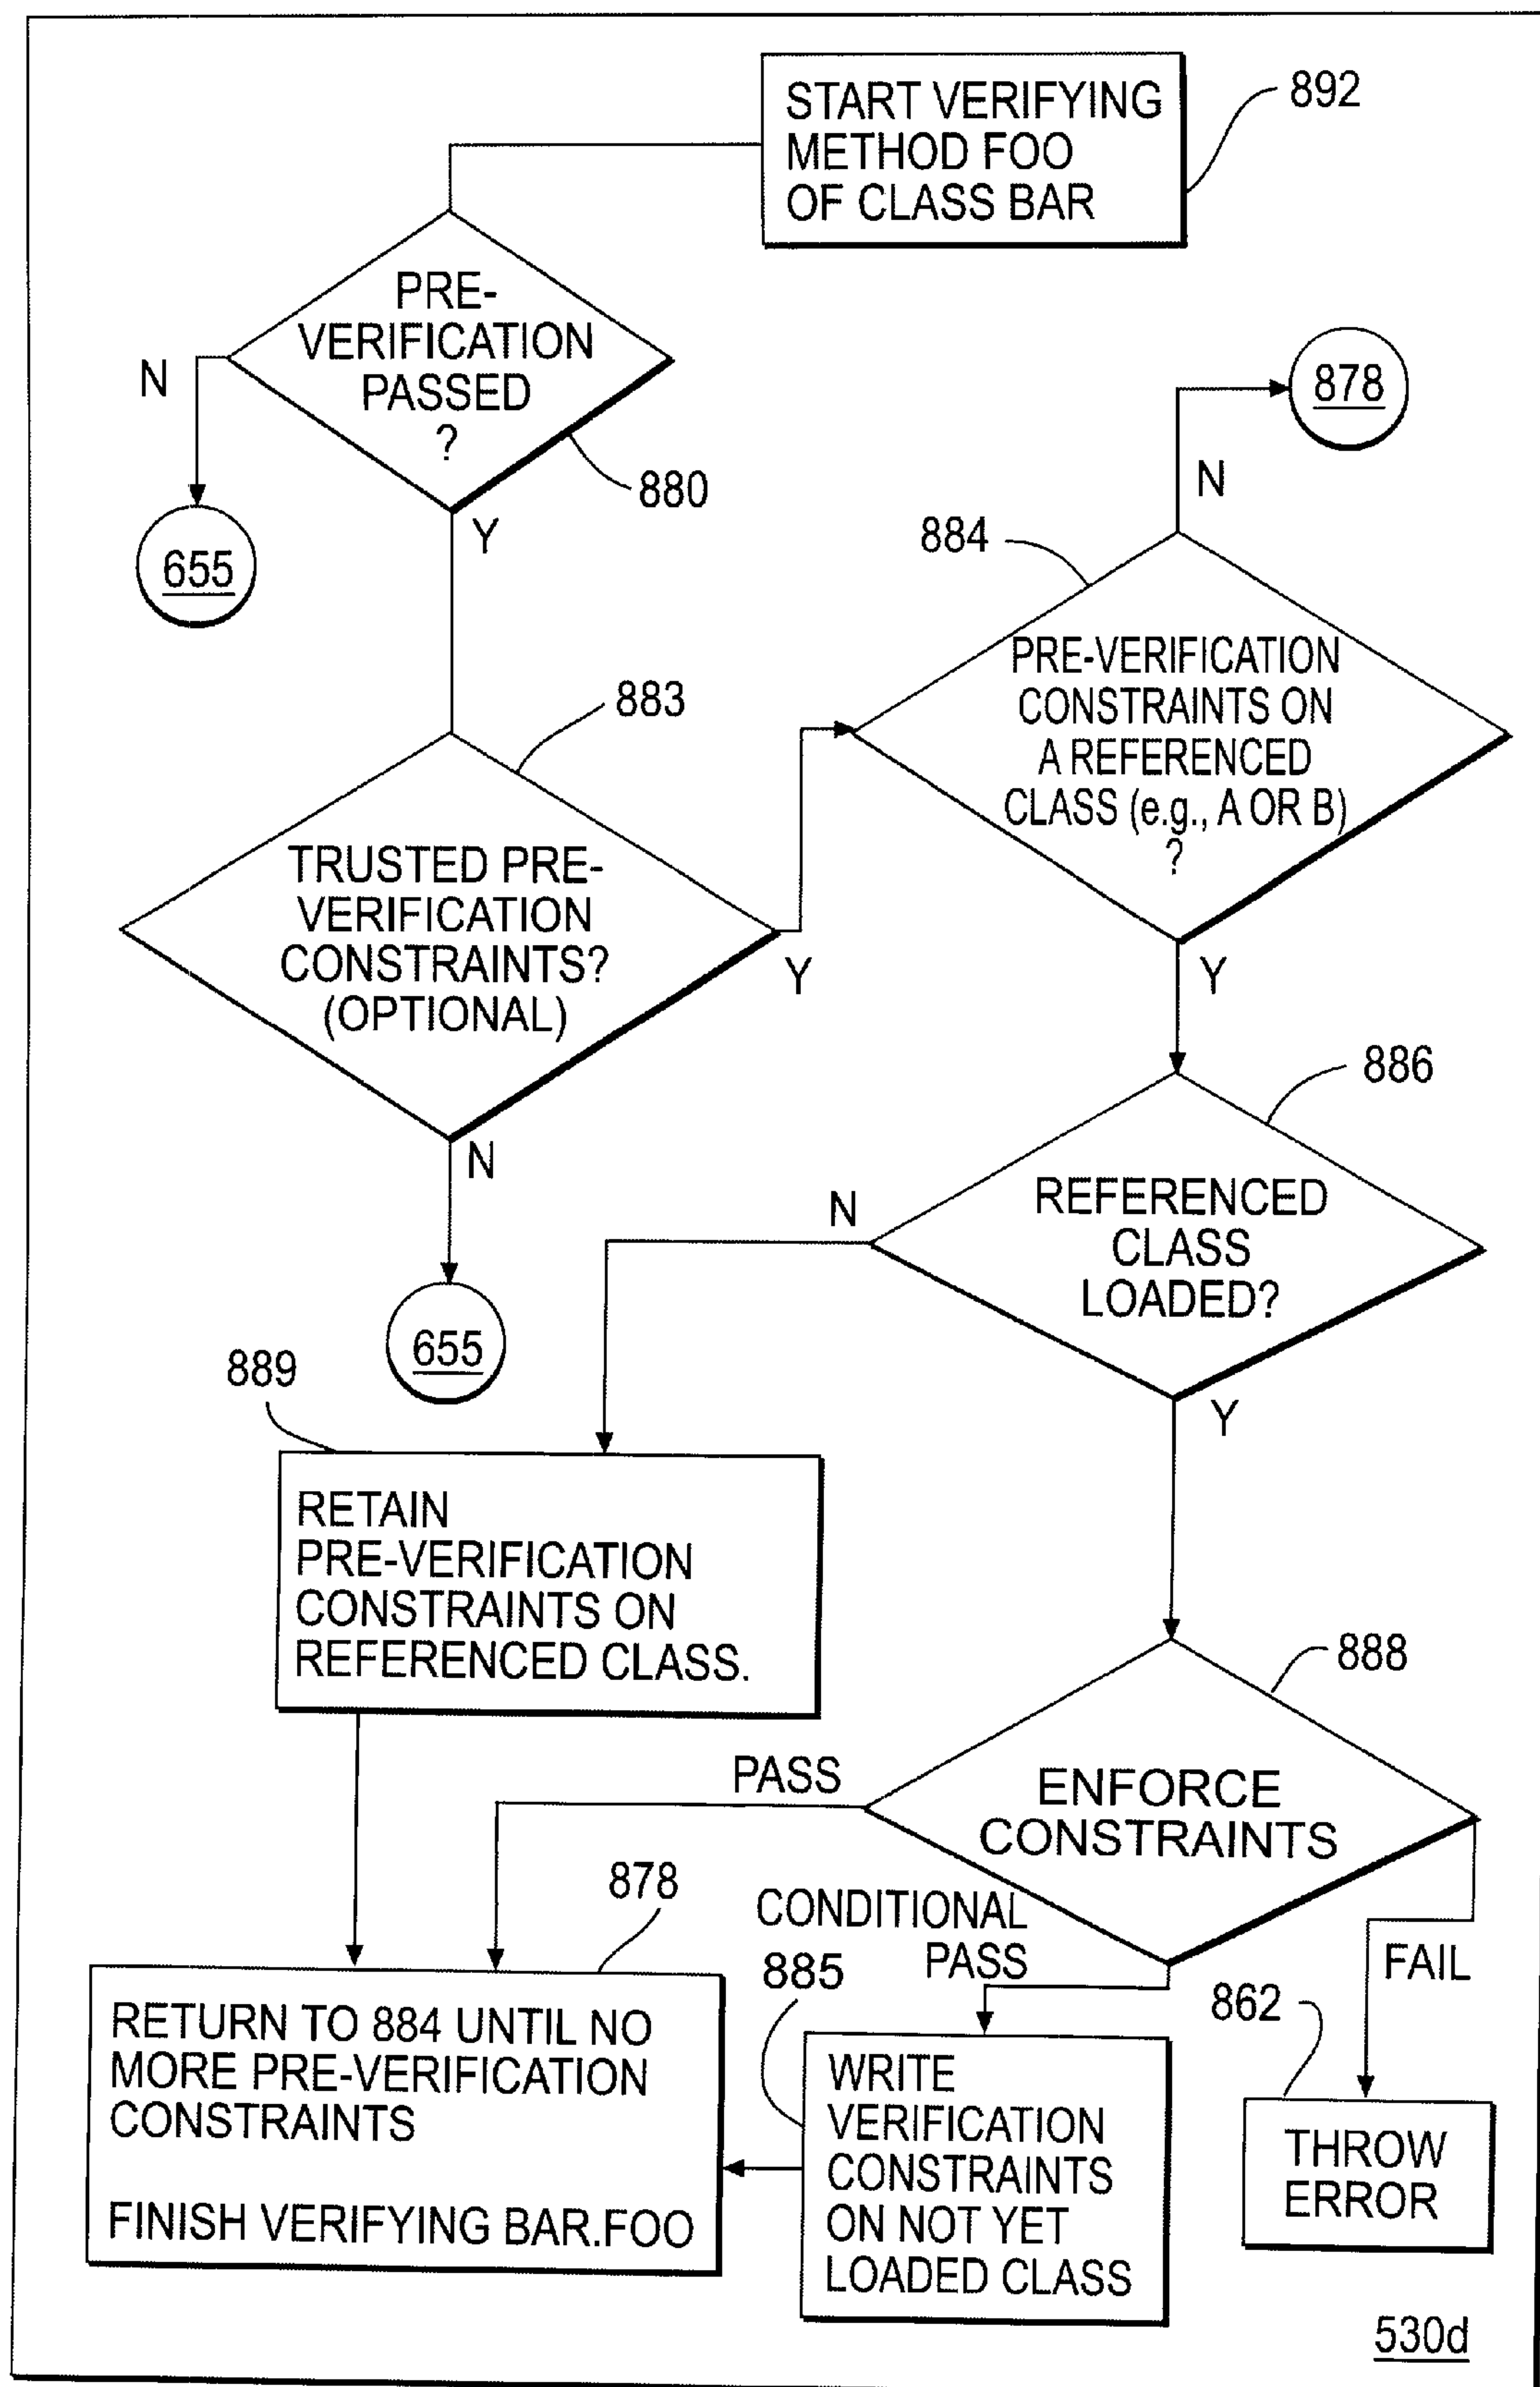 START VERIFYING
METHOD FOO
OF CLASS BAR
892
PRE-
VERIFICATION
PASSED
?
N
880
Y
655
878
N
884
PRE-VERIFICATION
CONSTRAINTS ON
A REFERENCED
CLASS (e.g., A OR B)
?
Y
883
TRUSTED PRE-
VERIFICATION
CONSTRAINTS?
(OPTIONAL)
Y
N
655
886
REFERENCED
CLASS
LOADED?
N
Y
889
RETAIN
PRE-VERIFICATION
CONSTRAINTS ON
REFERENCED CLASS.
888
ENFORCE
CONSTRAINTS
PASS
CONDITIONAL
PASS
FAIL
878
RETURN TO 884 UNTIL NO
MORE PRE-VERIFICATION
CONSTRAINTS
FINISH VERIFYING BAR.FOO
885
WRITE
VERIFICATION
CONSTRAINTS
ON NOT YET
LOADED CLASS
862
THROW
ERROR
530d